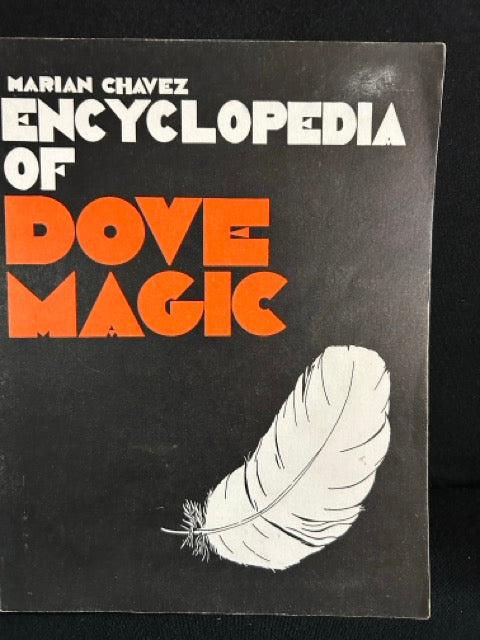 MARIAN CHAVEZ
ENCYCLOPEDIA
OF
DOVE
MAGIC